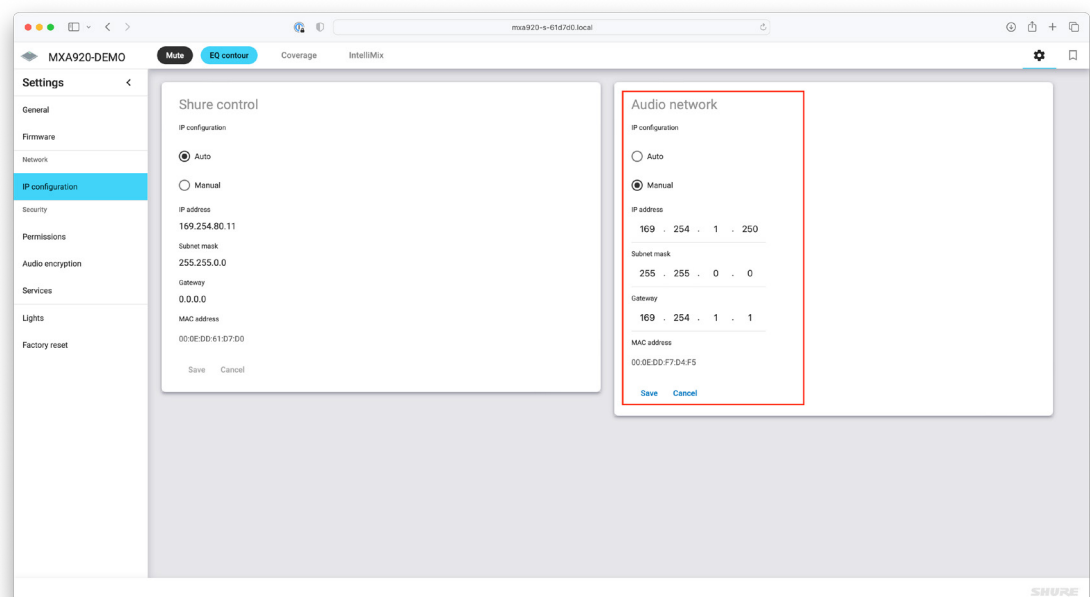 mxa920-s-61d7d0.local
MXA920-DEMO
Mute
EQ contour
Coverage
IntelliMix
Settings
General
Firmware
Network
IP configuration
Security
Permissions
Audio encryption
Services
Lights
Factory reset
Shure control
IP configuration
Auto
Manual
IP address
169.254.80.11
Subnet mask
255.255.0.0
Gateway
0.0.0.0
MAC address
00:0E:DD:61:D7:D0
Save Cancel
Audio network
IP configuration
Auto
Manual
IP address
169 . 254 . 1 . 250
Subnet mask
255 . 255 . 0 . 0
Gateway
169 . 254 . 1 . 1
MAC address
00:0E:DD:F7:D4:F5
Save Cancel
SHURE